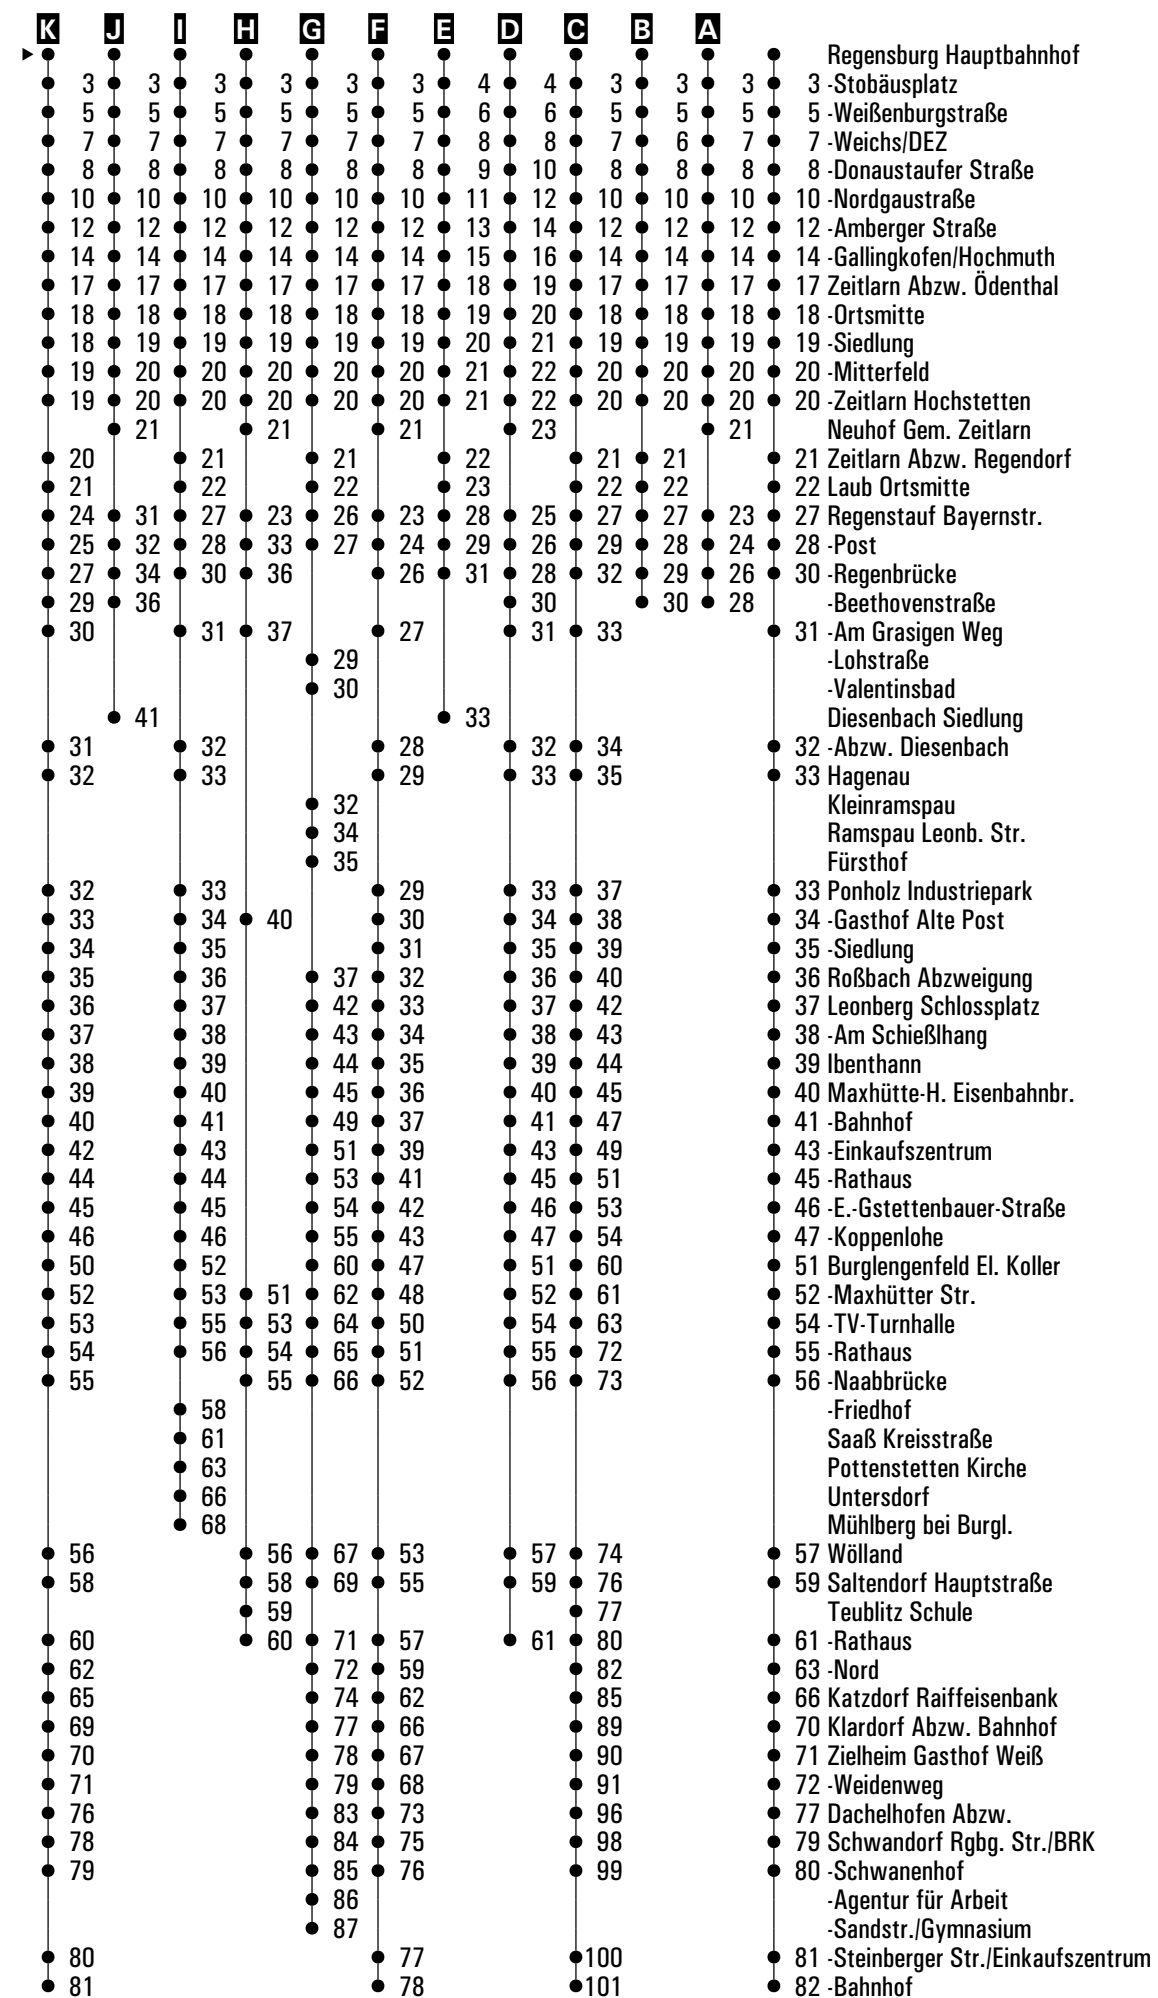 K J I H G F E D C B A
Regensburg Hauptbahnhof
3 3 3 3 3 3 4 4 3 3 3 3 -Stobäusplatz
5 5 5 5 5 5 6 6 5 5 5 5 -Weißenburgstraße
7 7 7 7 7 7 8 8 7 6 7 7 -Weichs/DEZ
8 8 8 8 8 8 9 10 8 8 8 8 -Donaustaufer Straße
10 10 10 10 10 10 11 12 10 10 10 10 -Nordgaustraße
12 12 12 12 12 12 13 14 12 12 12 12 -Amberger Straße
14 14 14 14 14 14 15 16 14 14 14 14 -Gallingkofen/Hochmuth
17 17 17 17 17 17 18 19 17 17 17 17 Zeitlarn Abzw. Ödenthal
18 18 18 18 18 18 19 20 18 18 18 18 -Ortsmitte
18 19 19 19 19 19 20 21 19 19 19 19 -Siedlung
19 20 20 20 20 20 21 22 20 20 20 20 -Mitterfeld
19 20 20 20 20 20 21 22 20 20 20 20 -Zeitlarn Hochstetten
21 21 21 23 21 Neuhof Gem. Zeitlarn
20 21 21 22 21 21 21 Zeitlarn Abzw. Regendorf
21 22 22 23 22 22 22 Laub Ortsmitte
24 31 27 23 26 23 28 25 27 27 23 27 Regenstauf Bayernstr.
25 32 28 33 27 24 29 26 29 28 24 28 -Post
27 34 30 36 26 31 28 32 29 26 30 -Regenbrücke
29 36 30 30 28 -Beethovenstraße
30 31 37 27 31 33 31 -Am Grasigen Weg
29 -Lohstraße
30 -Valentinsbad
41 33 Diesenbach Siedlung
31 32 28 32 34 32 -Abzw. Diesenbach
32 33 29 33 35 33 Hagenau
32 Kleinramspau
34 Ramspau Leonb. Str.
35 Fürsthof
32 33 29 33 37 33 Ponholz Industriepark
33 34 40 30 34 38 34 -Gasthof Alte Post
34 35 31 35 39 35 -Siedlung
35 36 37 32 36 40 36 Roßbach Abzweigung
36 37 42 33 37 42 37 Leonberg Schlossplatz
37 38 43 34 38 43 38 -Am Schießlhang
38 39 44 35 39 44 39 Ibenthann
39 40 45 36 40 45 40 Maxhütte-H. Eisenbahnbr.
40 41 49 37 41 47 41 -Bahnhof
42 43 51 39 43 49 43 -Einkaufszentrum
44 44 53 41 45 51 45 -Rathaus
45 45 54 42 46 53 46 -E.-Gstettenbauer-Straße
46 46 55 43 47 54 47 -Koppenlohe
50 52 60 47 51 60 51 Burglengenfeld El. Koller
52 53 51 62 48 52 61 52 -Maxhütter Str.
53 55 53 64 50 54 63 54 -TV-Turnhalle
54 56 54 65 51 55 72 55 -Rathaus
55 55 66 52 56 73 56 -Naabbrücke
58 -Friedhof
61 Saaß Kreisstraße
63 Pottenstetten Kirche
66 Untersdorf
68 Mühlberg bei Burgl.
56 56 67 53 57 74 57 Wölland
58 58 69 55 59 76 59 Saltendorf Hauptstraße
59 77 Teublitz Schule
60 60 71 57 61 80 61 -Rathaus
62 72 59 82 63 -Nord
65 74 62 85 66 Katzdorf Raiffeisenbank
69 77 66 89 70 Klardorf Abzw. Bahnhof
70 78 67 90 71 Zielheim Gasthof Weiß
71 79 68 91 72 -Weidenweg
76 83 73 96 77 Dachelhofen Abzw.
78 84 75 98 79 Schwandorf Rgbg. Str./BRK
79 85 76 99 80 -Schwanenhof
86 -Agentur für Arbeit
87 -Sandstr./Gymnasium
80 77 100 81 -Steinberger Str./Einkaufszentrum
81 78 101 82 -Bahnhof